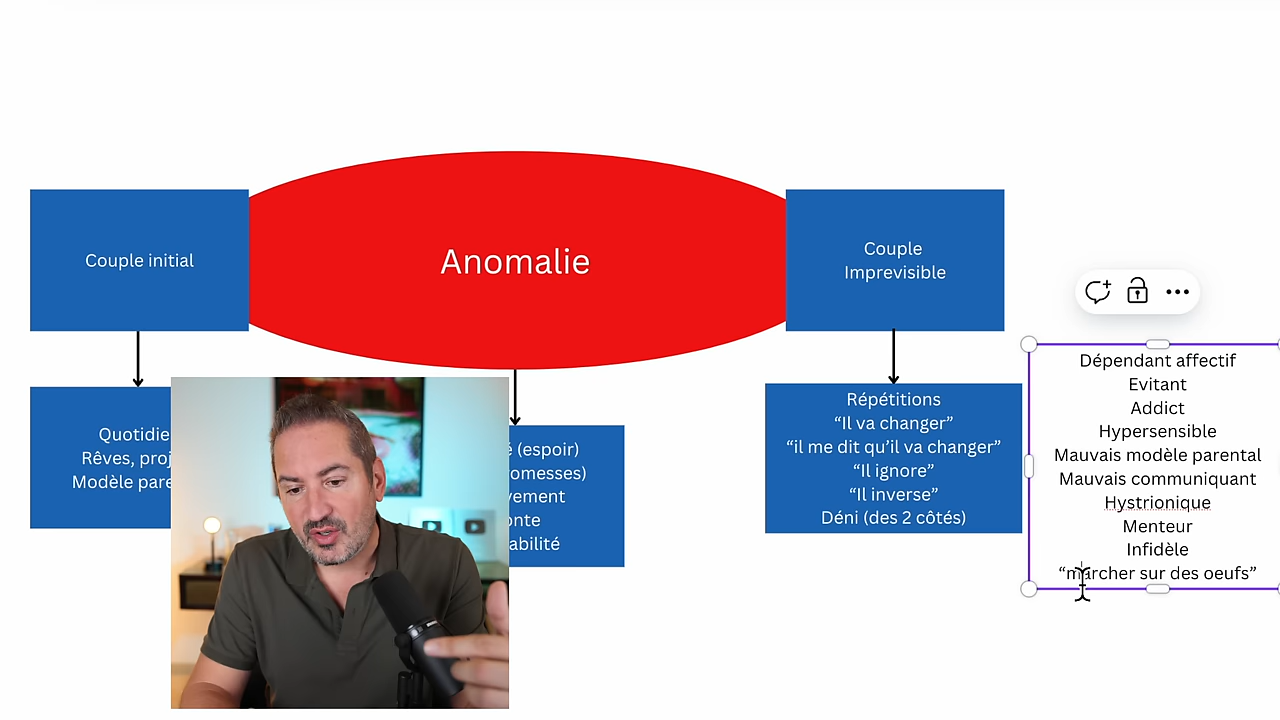 Couple initial
Anomalie
Couple
Imprevisible
Quotidie
Rêves, proj
Modèle pare
é (espoir)
omesses)
vement
onte
abilité
Répétitions
“Il va changer”
“il me dit qu’il va changer”
“Il ignore”
“Il inverse”
Déni (des 2 côtés)
Dépendant affectif
Evitant
Addict
Hypersensible
Mauvais modèle parental
Mauvais communiquant
Hystrionique
Menteur
Infidèle
“marcher sur des oeufs”